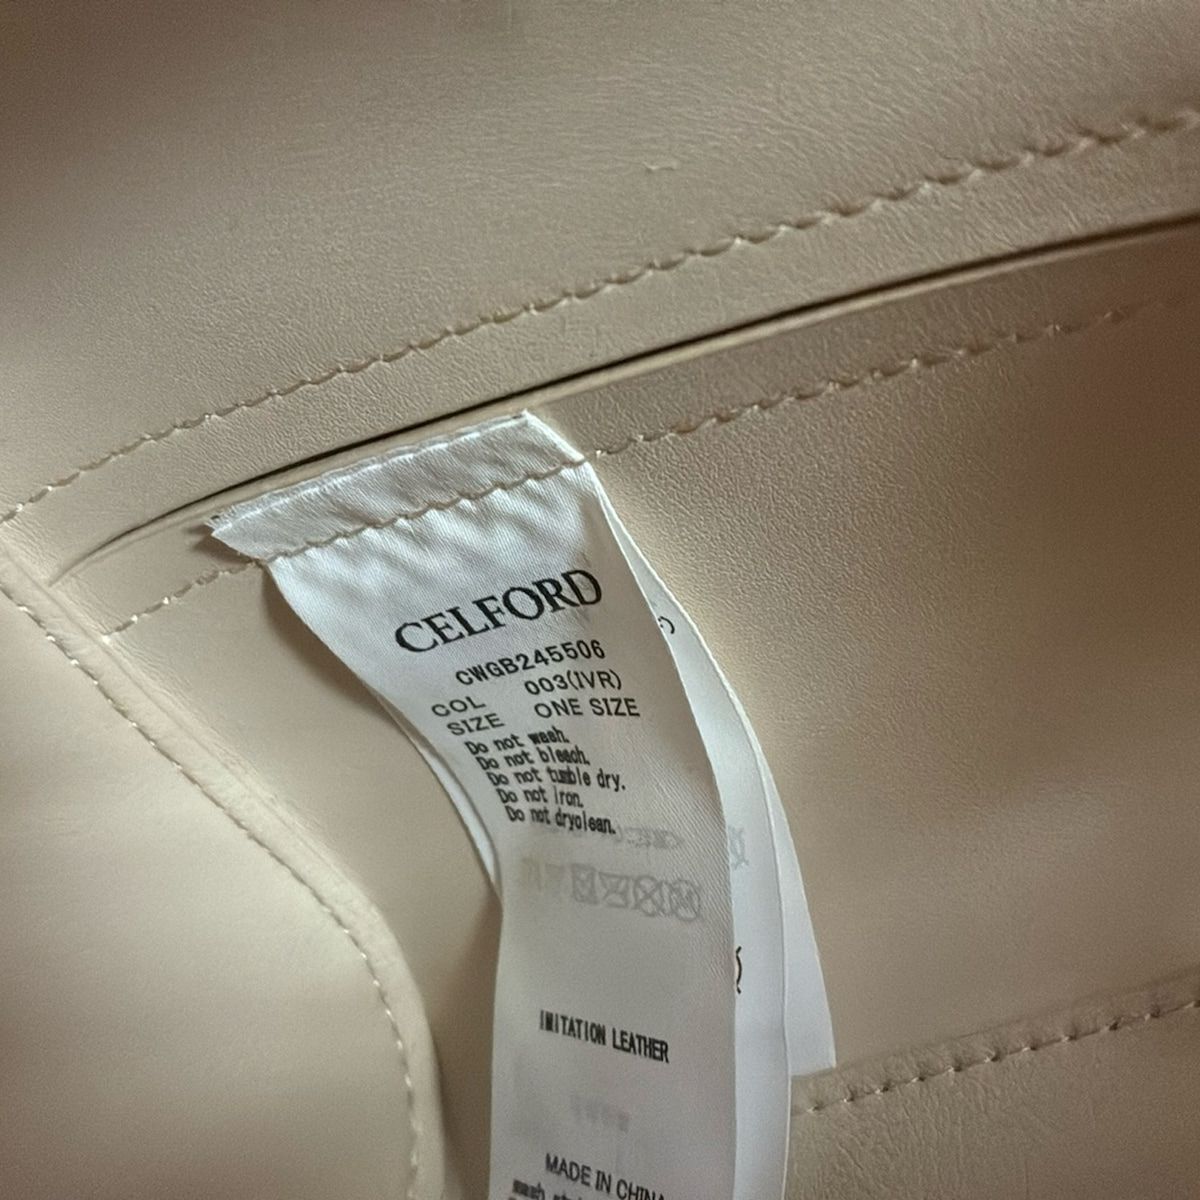 CELFORD
CWGB245506
COL 003(IVR)
SIZE ONE SIZE
Do not wash.
Do not bleach.
Do not tumble dry.
Do not iron.
Do not dryclean.
IMITATION LEATHER
MADE IN CHINA